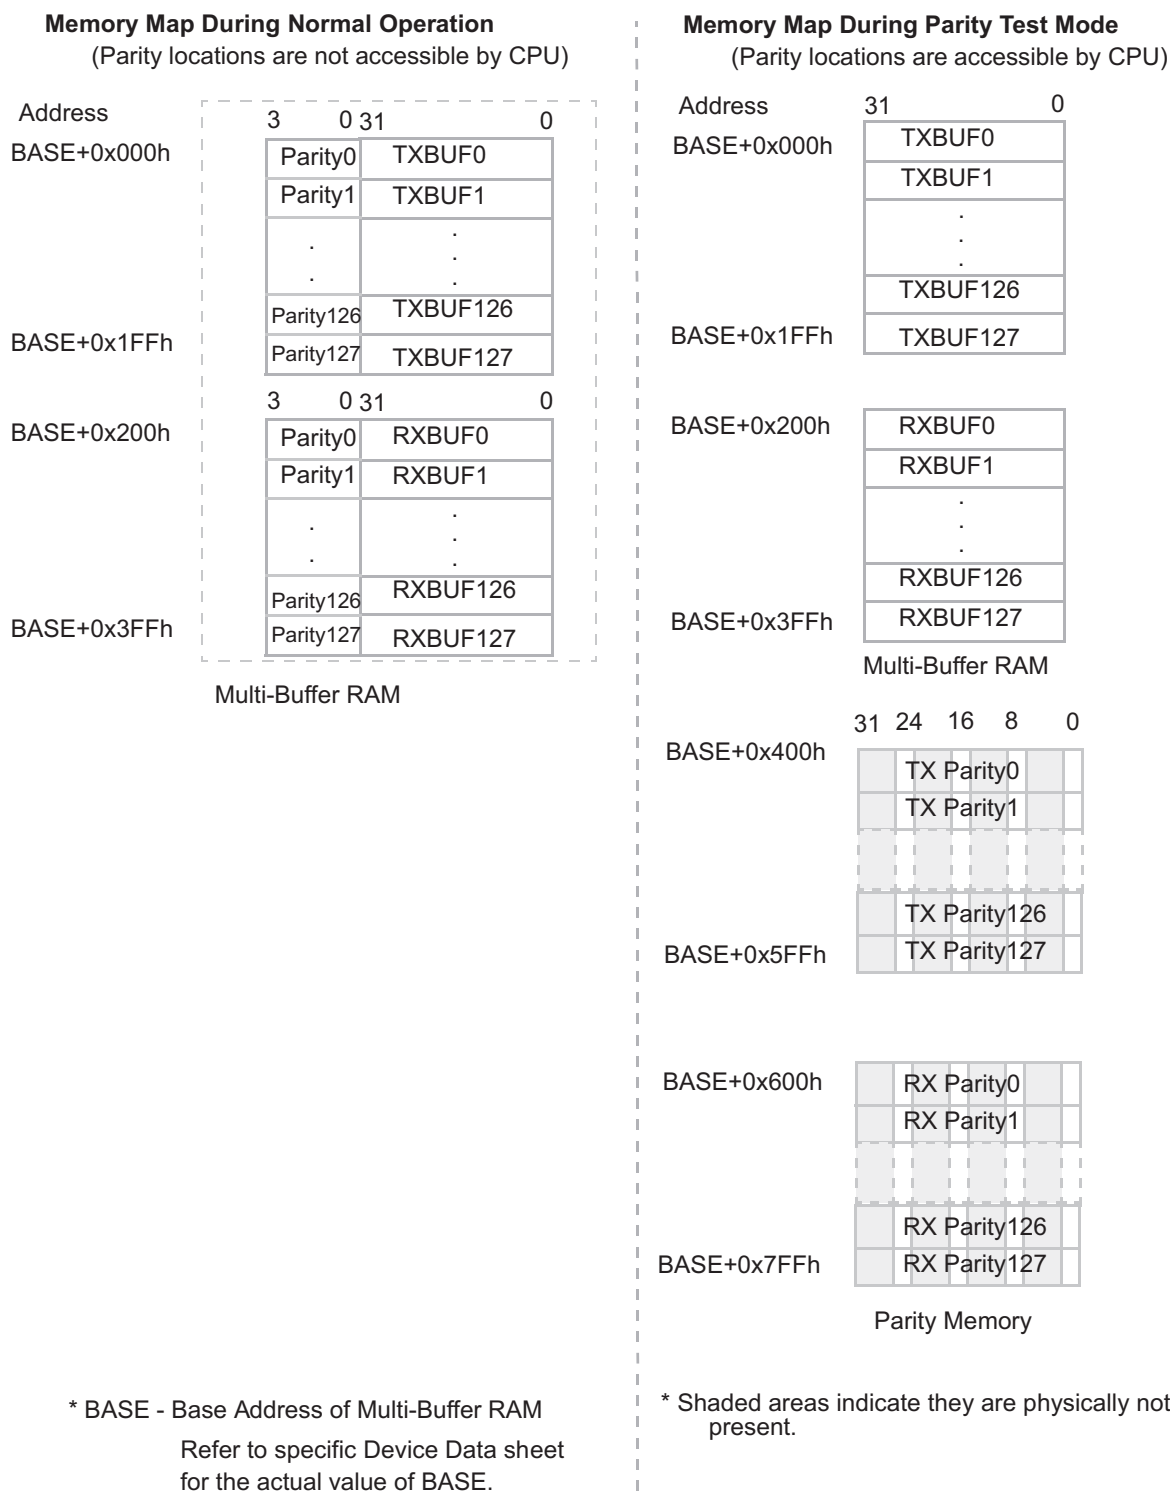 Memory Map During Normal Operation
(Parity locations are not accessible by CPU)
Address
3 0 31 0
BASE+0x000h
Parity0 TXBUF0
Parity1 TXBUF1
. .
. .
.
Parity126 TXBUF126
BASE+0x1FFh
Parity127 TXBUF127
3 0 31 0
BASE+0x200h
Parity0 RXBUF0
Parity1 RXBUF1
. .
. .
.
Parity126 RXBUF126
BASE+0x3FFh
Parity127 RXBUF127
Multi-Buffer RAM
* BASE - Base Address of Multi-Buffer RAM
Refer to specific Device Data sheet
for the actual value of BASE.
Memory Map During Parity Test Mode
(Parity locations are accessible by CPU)
Address
31 0
BASE+0x000h
TXBUF0
TXBUF1
.
.
.
TXBUF126
BASE+0x1FFh
TXBUF127
BASE+0x200h
RXBUF0
RXBUF1
.
.
.
RXBUF126
BASE+0x3FFh
RXBUF127
Multi-Buffer RAM
31 24 16 8 0
BASE+0x400h
TX Parity0
TX Parity1
TX Parity126
BASE+0x5FFh
TX Parity127
BASE+0x600h
RX Parity0
RX Parity1
RX Parity126
BASE+0x7FFh
RX Parity127
Parity Memory
* Shaded areas indicate they are physically not
present.